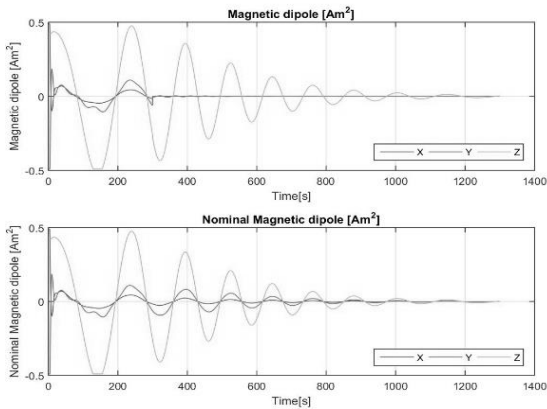 Magnetic dipole [Am²]
Magnetic dipole [Am²]
0.5
0
-0.5
0 200 400 600 800 1000 1200 1400
Time[s]
X Y Z
Nominal Magnetic dipole [Am²]
Nominal Magnetic dipole [Am²]
0.5
0
-0.5
0 200 400 600 800 1000 1200 1400
Time[s]
X Y Z